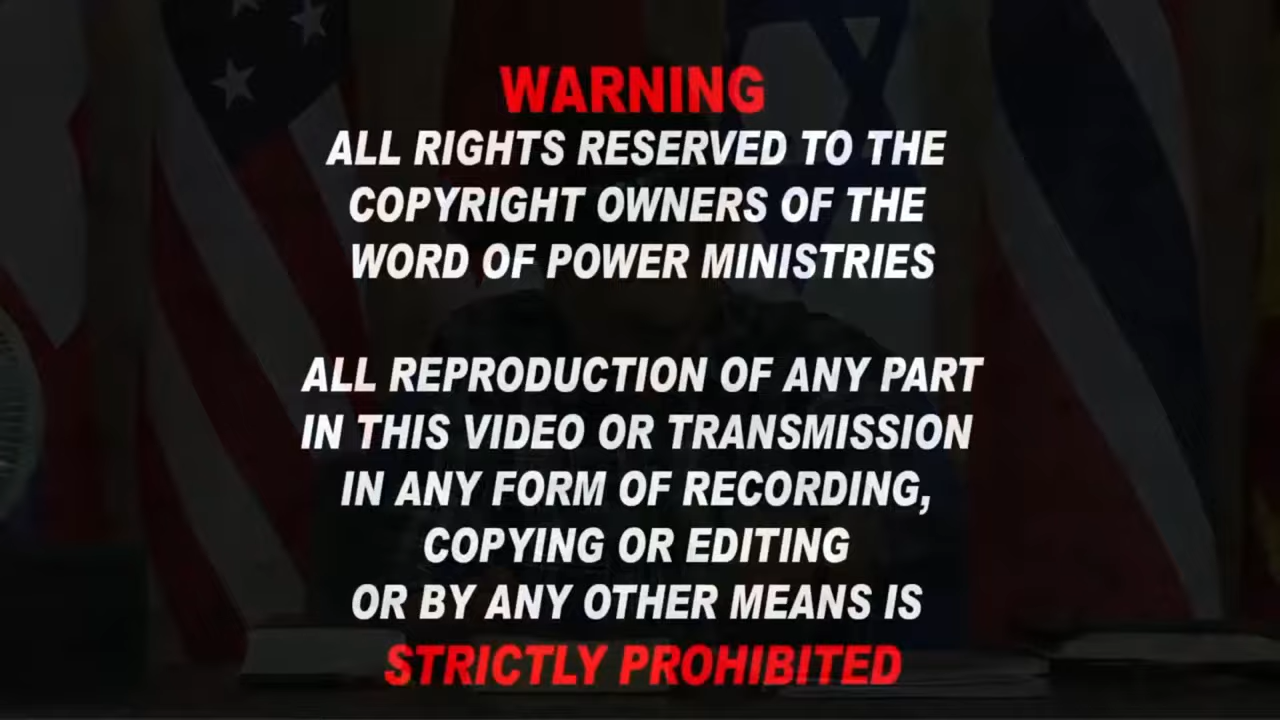 WARNING
ALL RIGHTS RESERVED TO THE
COPYRIGHT OWNERS OF THE
WORD OF POWER MINISTRIES
ALL REPRODUCTION OF ANY PART
IN THIS VIDEO OR TRANSMISSION
IN ANY FORM OF RECORDING,
COPYING OR EDITING
OR BY ANY OTHER MEANS IS
STRICTLY PROHIBITED